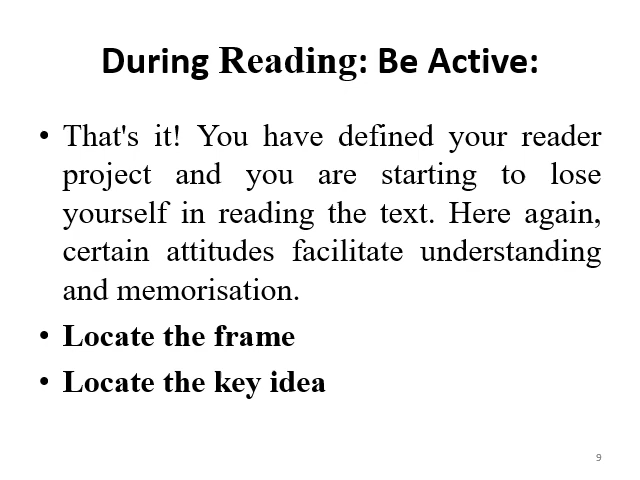 During Reading: Be Active:
• That's it! You have defined your reader
project and you are starting to lose
yourself in reading the text. Here again,
certain attitudes facilitate understanding
and memorisation.
• Locate the frame
• Locate the key idea
9